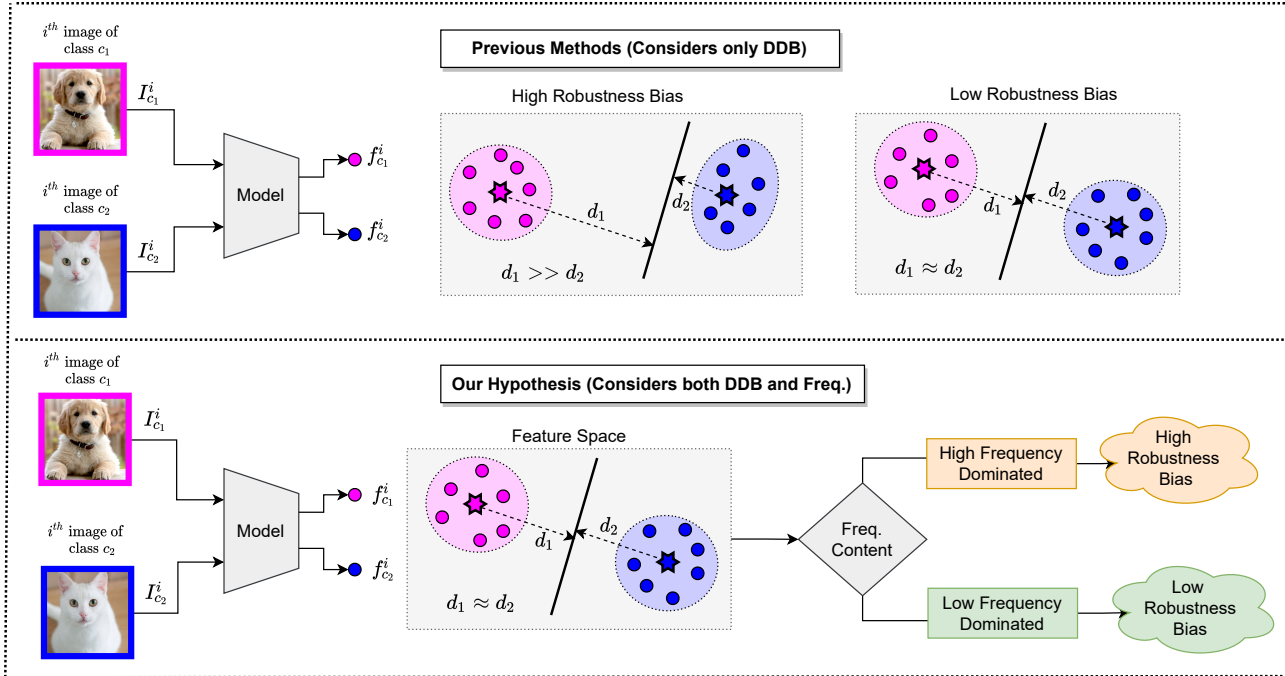 i^{th} image of
class c_1
I^i_{c_1}
i^{th} image of
class c_2
I^i_{c_2}
Model
f^i_{c_1}
f^i_{c_2}
Previous Methods (Considers only DDB)
High Robustness Bias
d_1
d_2
d_1 >> d_2
Low Robustness Bias
d_1
d_2
d_1 ≈ d_2
i^{th} image of
class c_1
I^i_{c_1}
i^{th} image of
class c_2
I^i_{c_2}
Model
f^i_{c_1}
f^i_{c_2}
Our Hypothesis (Considers both DDB and Freq.)
Feature Space
d_1
d_2
d_1 ≈ d_2
Freq.
Content
High Frequency
Dominated
High
Robustness
Bias
Low Frequency
Dominated
Low
Robustness
Bias